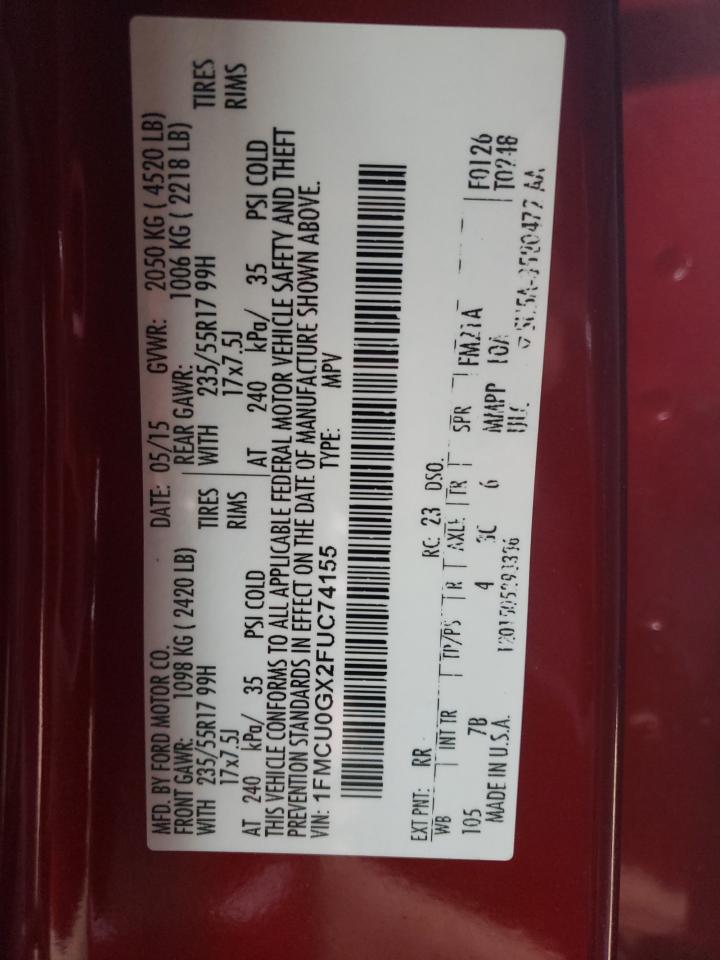 MFD. BY FORD MOTOR CO. DATE: 05/15 GVWR: 2050 KG ( 4520 LB)
FRONT GAWR: 1098 KG ( 2420 LB) REAR GAWR: 1006 KG ( 2218 LB)
WITH 235/55R17 99H TIRES WITH 235/55R17 99H TIRES
17x7.5J RIMS 17x7.5J RIMS
AT 240 kPa/ 35 PSI COLD AT 240 kPa/ 35 PSI COLD
THIS VEHICLE CONFORMS TO ALL APPLICABLE FEDERAL MOTOR VEHICLE SAFETY AND THEFT
PREVENTION STANDARDS IN EFFECT ON THE DATE OF MANUFACTURE SHOWN ABOVE.
VIN: 1FMCU0GX2FUC74155 TYPE: MPV
EXT PNT: RR RC: 23 DSO: F0126
WB INT TR TP/PS R AXLE TR SPR T0248
105 7B 4 6
MADE IN U.S.A.